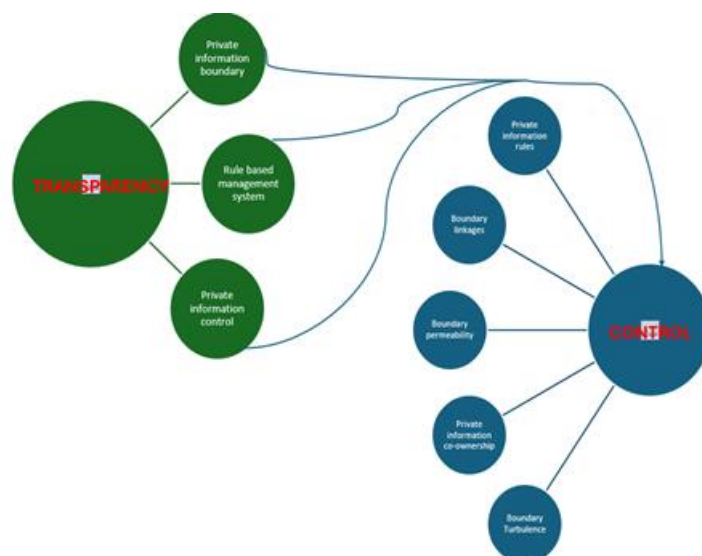 Private
information
boundary
TRANSPARENCY
Rule based
management
system
Private
information
control
Private
information
rules
Boundary
linkages
Boundary
permeability
CONTROL
Private
information
co-ownership
Boundary
Turbulence